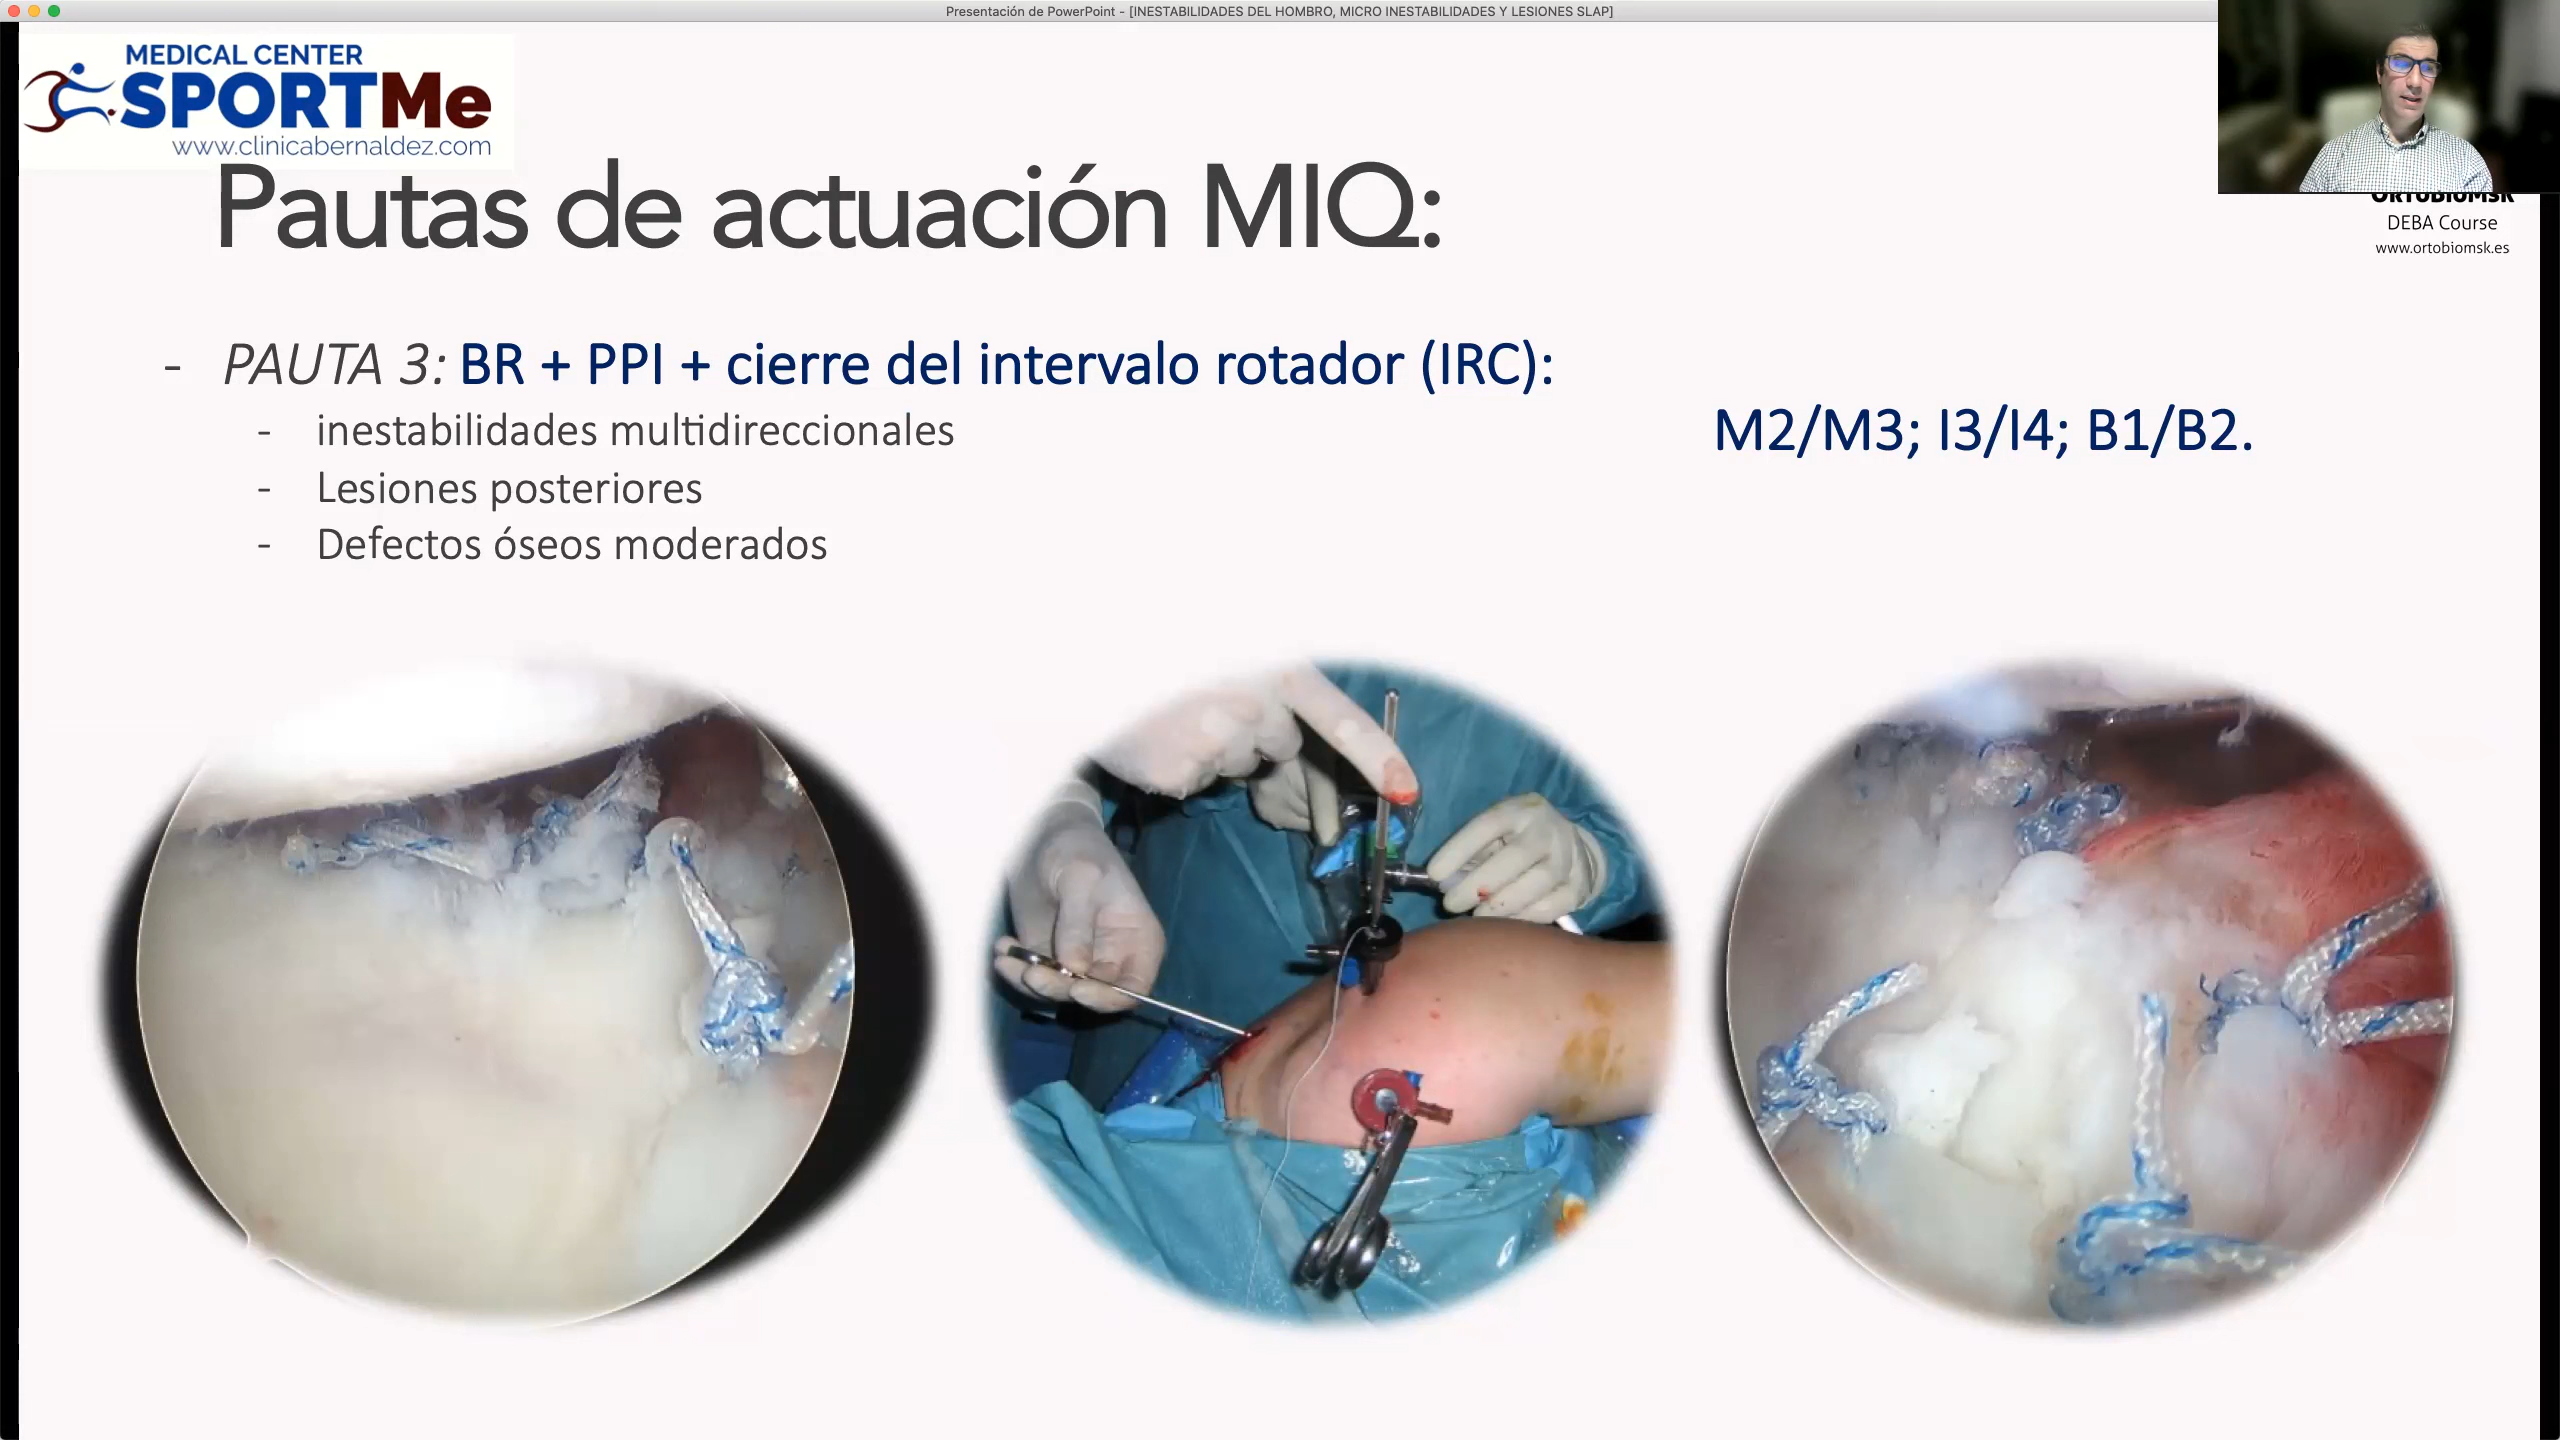 Presentación de PowerPoint - [INESTABILIDADES DEL HOMBRO, MICRO INESTABILIDADES Y LESIONES SLAP]
MEDICAL CENTER
SPORTMe
www.clinicabernaldez.com
Pautas de actuación MIQ:
ORTOBIOMSK
DEBA Course
www.ortobiomsk.es
- PAUTA 3: BR + PPI + cierre del intervalo rotador (IRC):
- inestabilidades multidireccionales
M2/M3; I3/I4; B1/B2.
- Lesiones posteriores
- Defectos óseos moderados